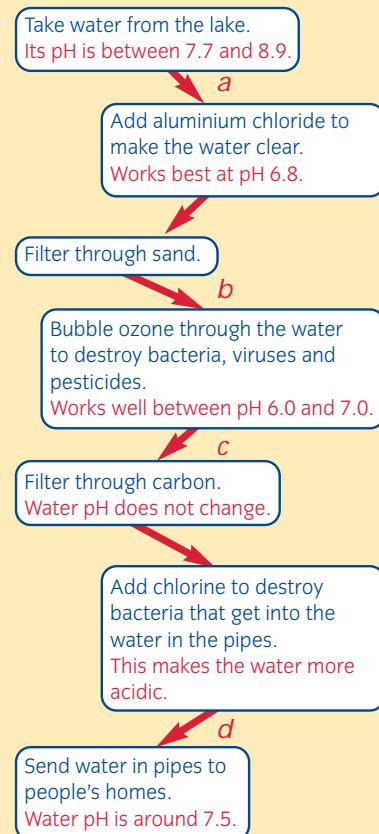 Take water from the lake.
Its pH is between 7.7 and 8.9.
a
Add aluminium chloride to
make the water clear.
Works best at pH 6.8.
Filter through sand.
b
Bubble ozone through the water
to destroy bacteria, viruses and
pesticides.
Works well between pH 6.0 and 7.0.
c
Filter through carbon.
Water pH does not change.
Add chlorine to destroy
bacteria that get into the
water in the pipes.
This makes the water more
acidic.
d
Send water in pipes to
people's homes.
Water pH is around 7.5.